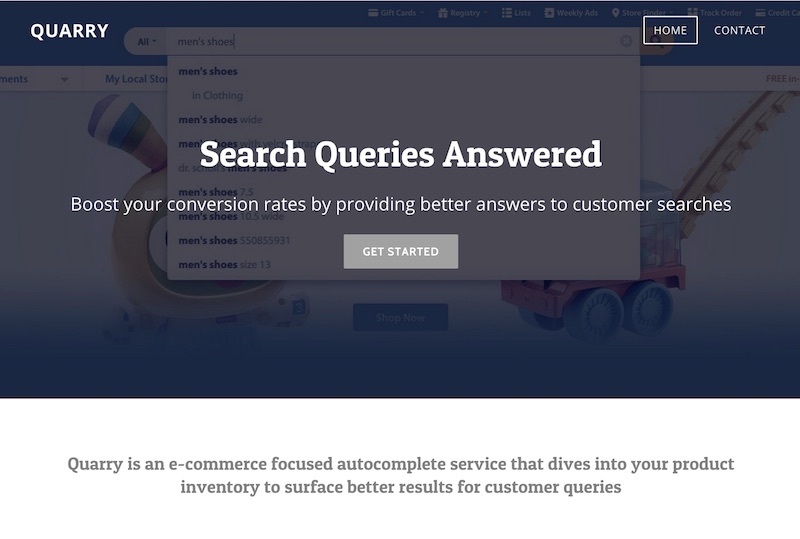 Gift Cards Registry Lists Weekly Ads Store Finder Track Order Credit Ca
QUARRY
All men's shoes
HOME CONTACT
ments My Local Stor FREE in-
men's shoes
in Clothing
men's shoes wide
men's shoes with velcro straps
Search Queries Answered
dr. scholl's men's shoes
men's shoes 7.5
Boost your conversion rates by providing better answers to customer searches
men's shoes 10.5 wide
men's shoes 550855931
GET STARTED
men's shoes size 13
3
Shop Now
Quarry is an e-commerce focused autocomplete service that dives into your product
inventory to surface better results for customer queries